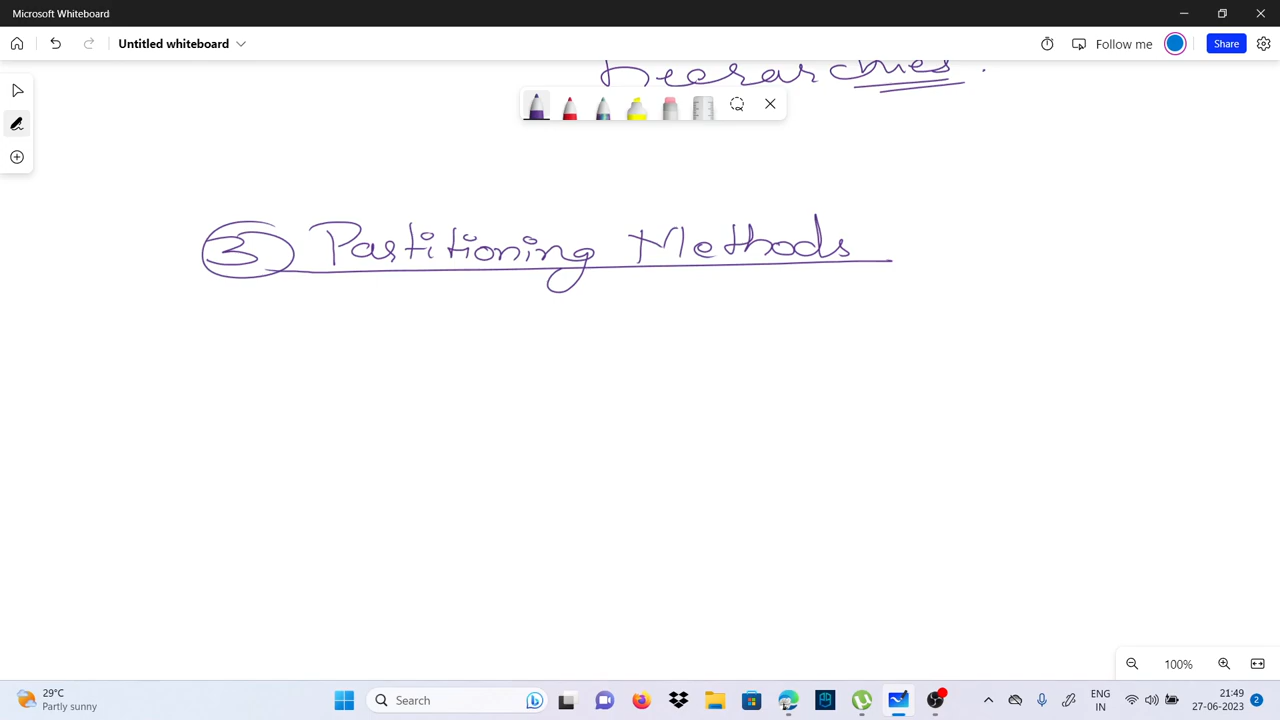 Microsoft Whiteboard
Untitled whiteboard
Follow me
Share
③ Partitioning Methods
100%
29°C
Partly sunny
Search
ENG
IN
21:49
27-06-2023
2